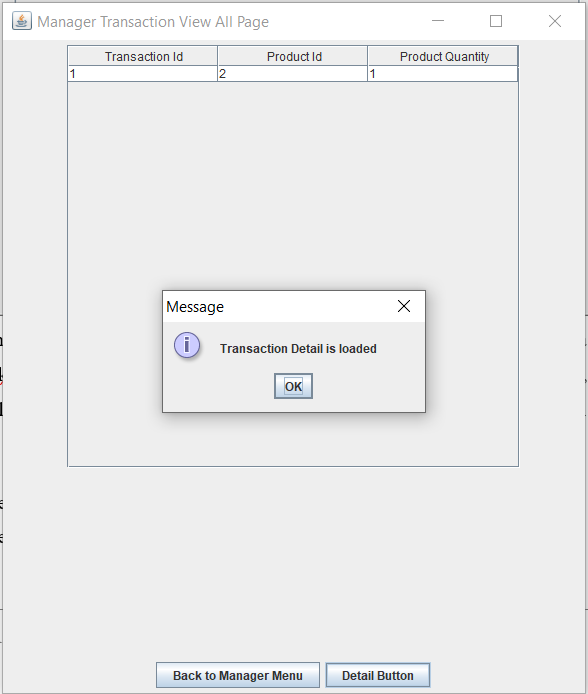 Manager Transaction View All Page
Transaction Id Product Id Product Quantity
1 2 1
Message
Transaction Detail is loaded
OK
Back to Manager Menu Detail Button